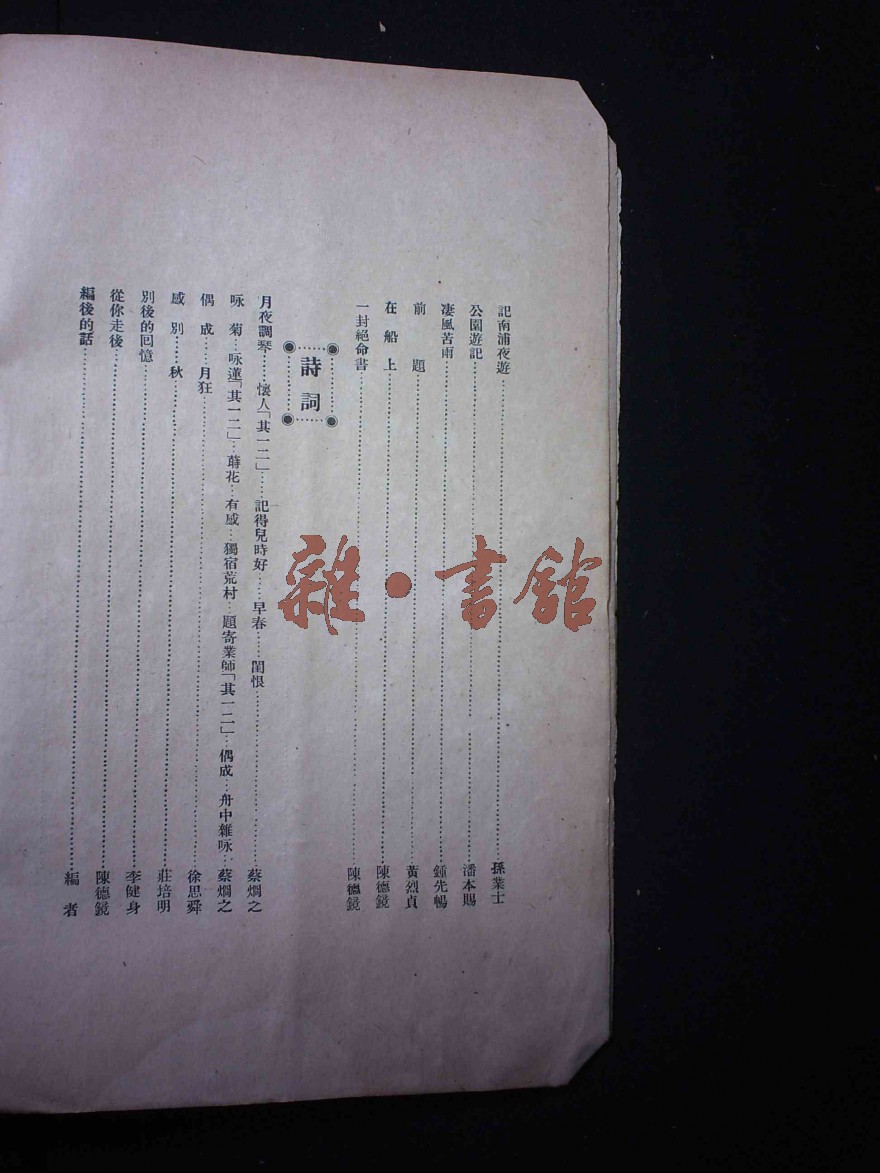 記南浦夜遊……孫業士
公園遊記……潘本賜
凄風苦雨……鍾先暢
前題……黃烈貞
在船上……陳德鏡
一封絕命書……陳德鏡
詩詞
月夜調琴……懷人「其一二」……記得兒時好……早春……閨恨……蔡燗之
咏菊…咏蓮「其一二」…蒔花…有感…獨宿荒村…題寄業師「其一二」…偶成…舟中雜咏…蔡燗之
偶成……月狂……徐思舜
感別……秋……莊培明
別後的回憶……李健身
從你走後……陳德鏡
編後的話……編者
雜•書館